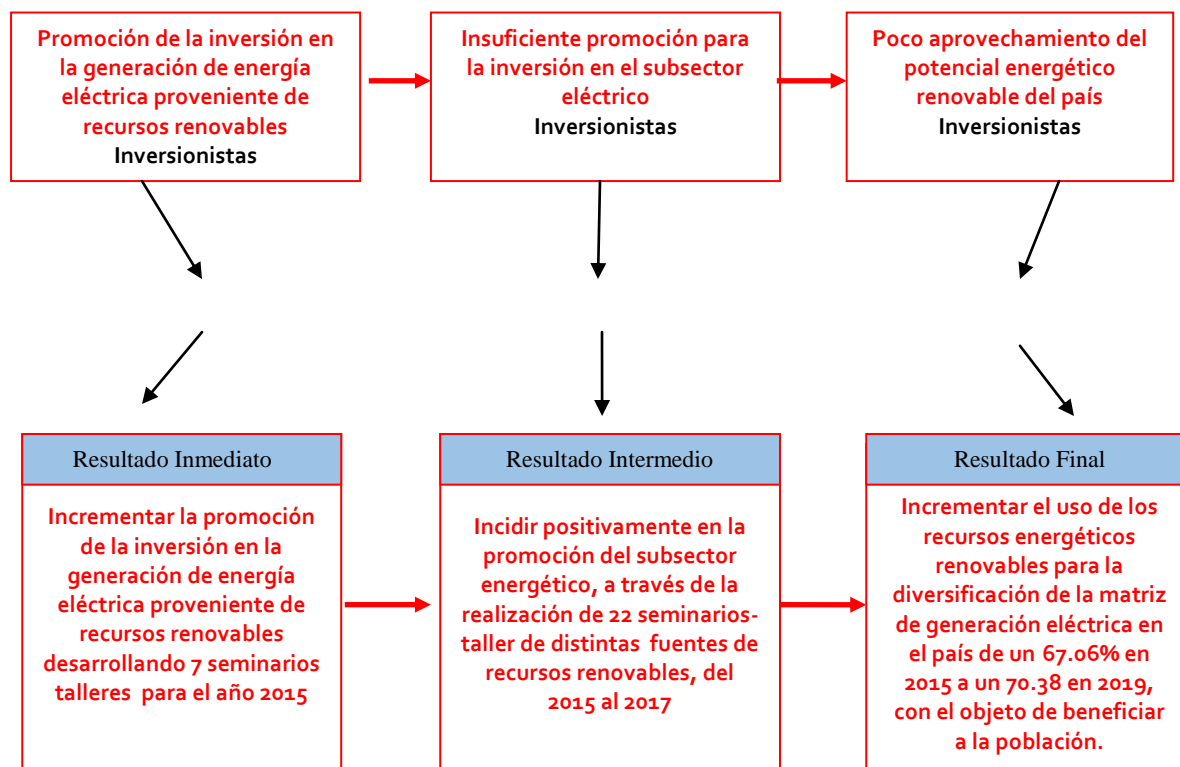 Promoción de la inversión en
la generación de energía
eléctrica proveniente de
recursos renovables
Inversionistas
Insuficiente promoción para
la inversión en el subsector
eléctrico
Inversionistas
Poco aprovechamiento del
potencial energético
renovable del país
Inversionistas
Resultado Inmediato
Incrementar la promoción
de la inversión en la
generación de energía
eléctrica proveniente de
recursos renovables
desarrollando 7 seminarios
talleres para el año 2015
Resultado Intermedio
Incidir positivamente en la
promoción del subsector
energético, a través de la
realización de 22 seminarios-
taller de distintas fuentes de
recursos renovables, del
2015 al 2017
Resultado Final
Incrementar el uso de los
recursos energéticos
renovables para la
diversificación de la matriz
de generación eléctrica en
el país de un 67.06% en
2015 a un 70.38 en 2019,
con el objeto de beneficiar
a la población.